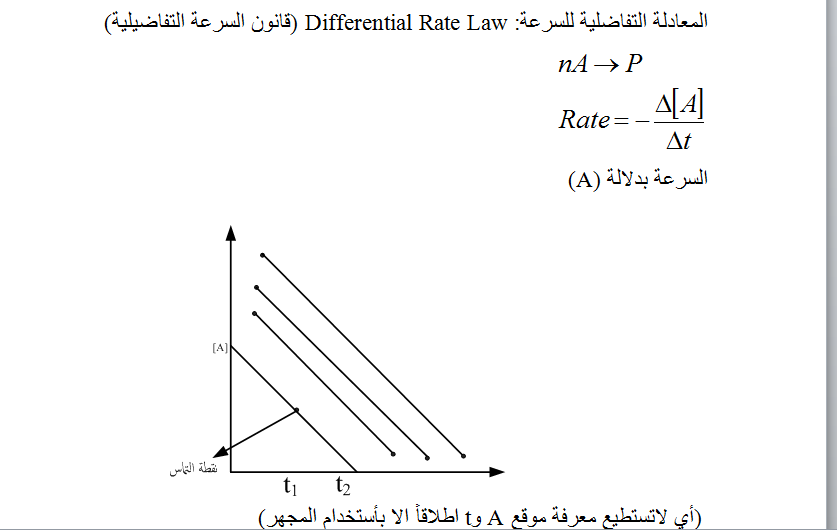 المعادلة التفاضلية للسرعة: Differential Rate Law (قانون السرعة التفاضيلية)
nA → P
Rate = − Δ[A] / Δt
السرعة بدلالة (A)
[A]
نقطة التماس
t₁ t₂
(أي لاتستطيع معرفة موقع A وt اطلاقاً الا بأستخدام المجهر)